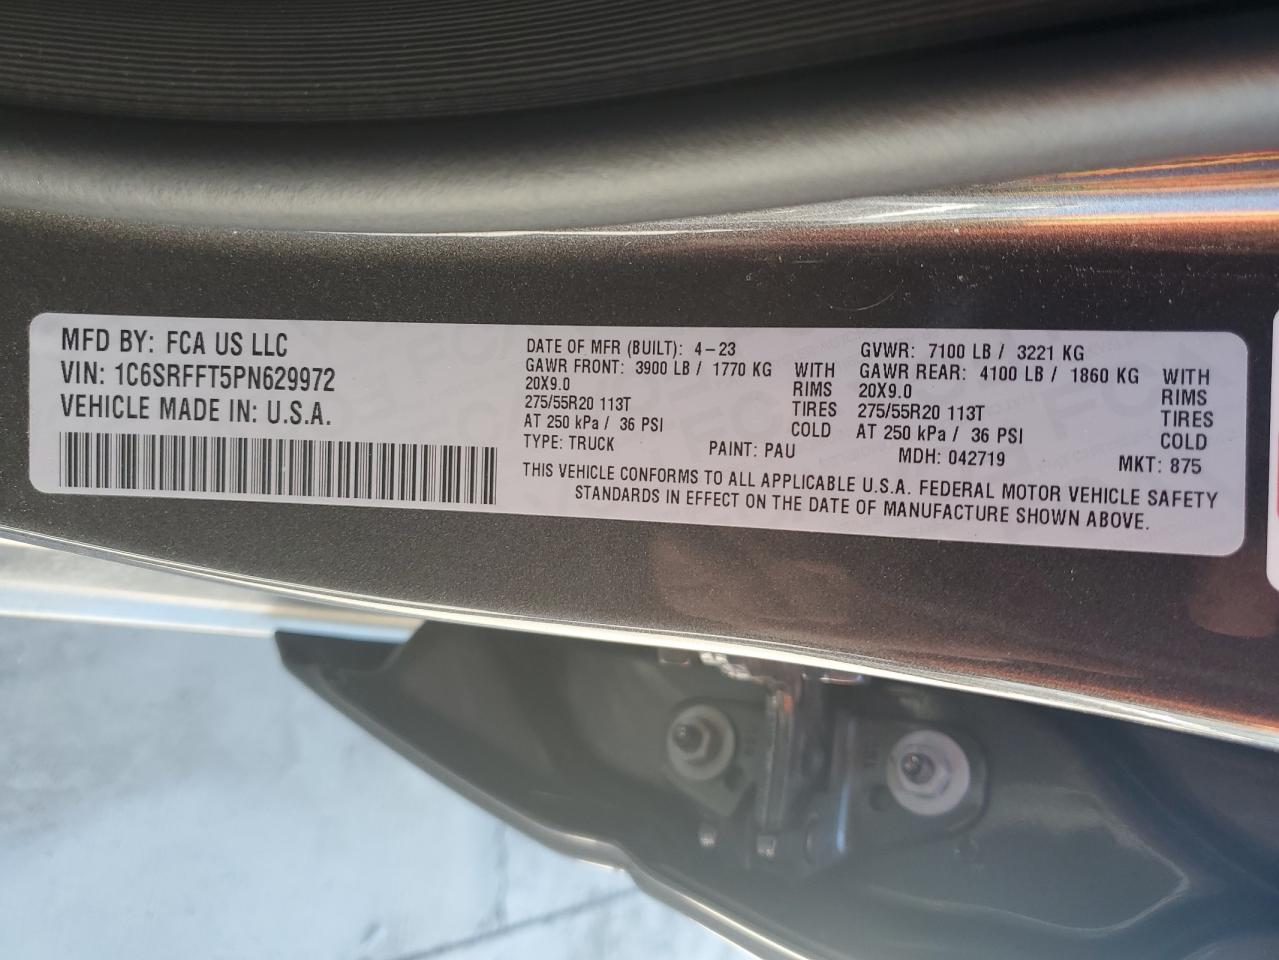 MFD BY: FCA US LLC
VIN: 1C6SRFFT5PN629972
VEHICLE MADE IN: U.S.A.
DATE OF MFR (BUILT): 4-23
GAWR FRONT: 3900 LB / 1770 KG WITH
20X9.0 RIMS
275/55R20 113T TIRES
AT 250 kPa / 36 PSI COLD
TYPE: TRUCK PAINT: PAU
GVWR: 7100 LB / 3221 KG
GAWR REAR: 4100 LB / 1860 KG WITH
20X9.0 RIMS
275/55R20 113T TIRES
AT 250 kPa / 36 PSI COLD
MDH: 042719 MKT: 875
THIS VEHICLE CONFORMS TO ALL APPLICABLE U.S.A. FEDERAL MOTOR VEHICLE SAFETY
STANDARDS IN EFFECT ON THE DATE OF MANUFACTURE SHOWN ABOVE.